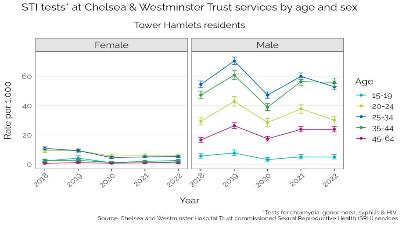 STI tests* at Chelsea & Westminster Trust services by age and sex
Tower Hamlets residents
Female
Male
Rate per 1,000
60
40
20
0
2018
2019
2020
2021
2022
2018
2019
2020
2021
2022
Year
Age
15-19
20-24
25-34
35-44
45-64
*Tests for chlamydia, gonorrhoea, syphilis & HIV
Source: Chelsea and Westminster Hospital Trust commissioned Sexual Reproductive Health (SRH) services